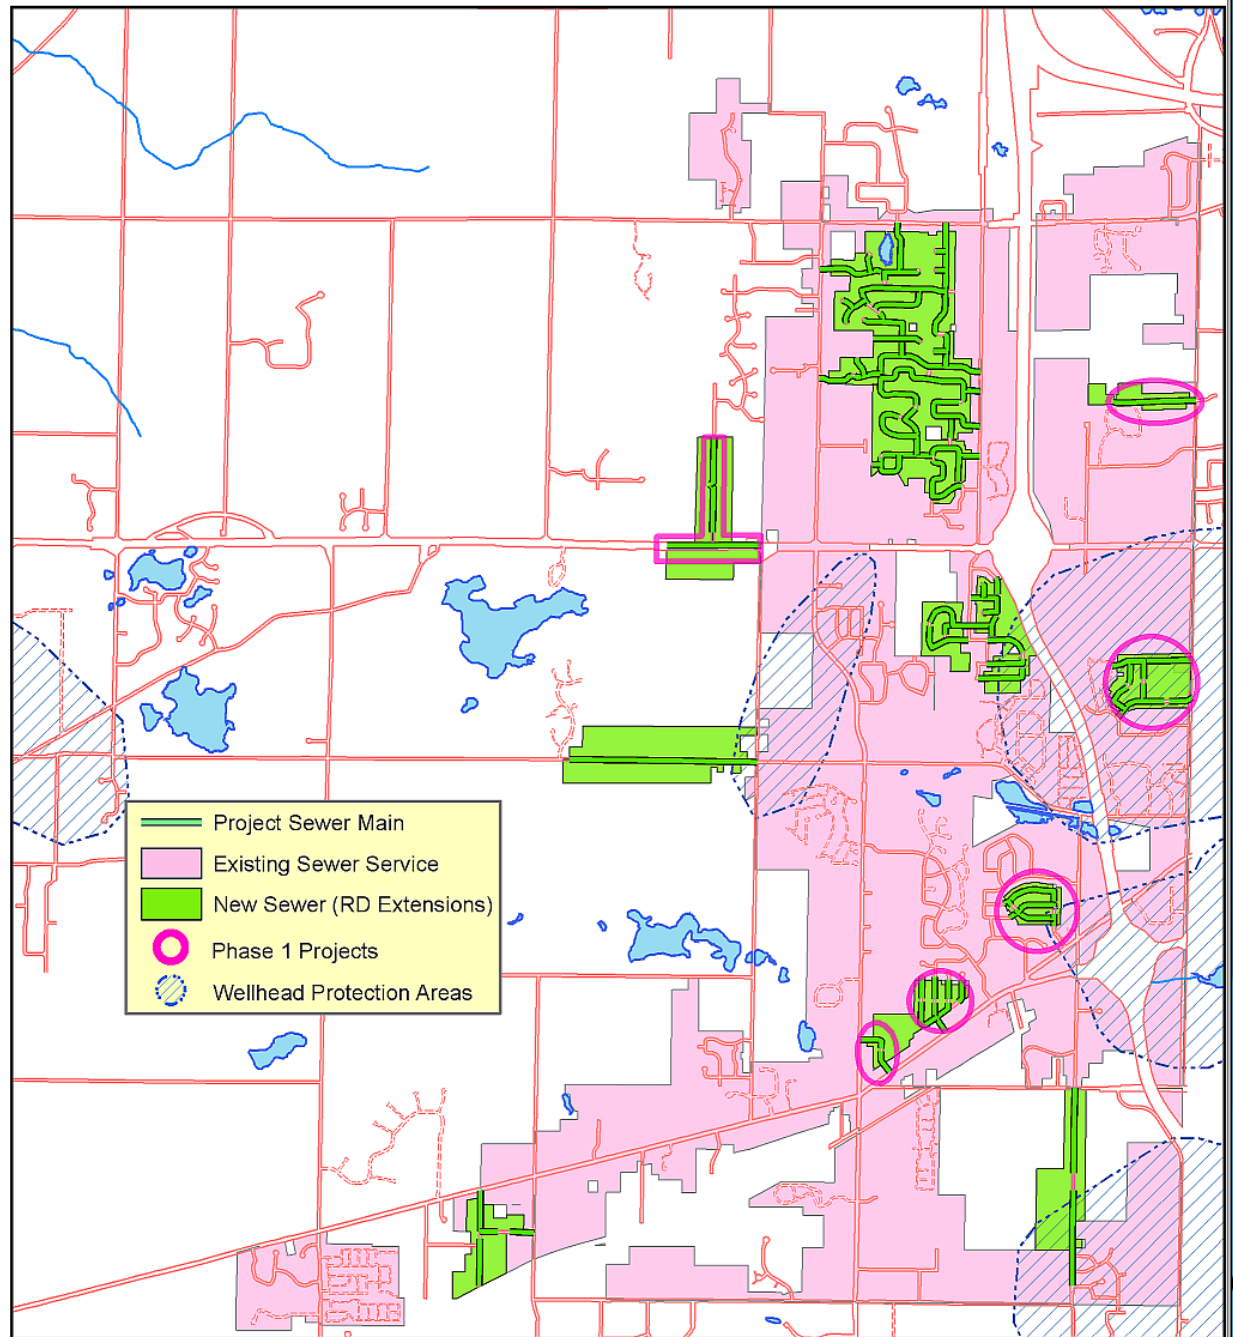 Project Sewer Main
Existing Sewer Service
New Sewer (RD Extensions)
Phase 1 Projects
Wellhead Protection Areas